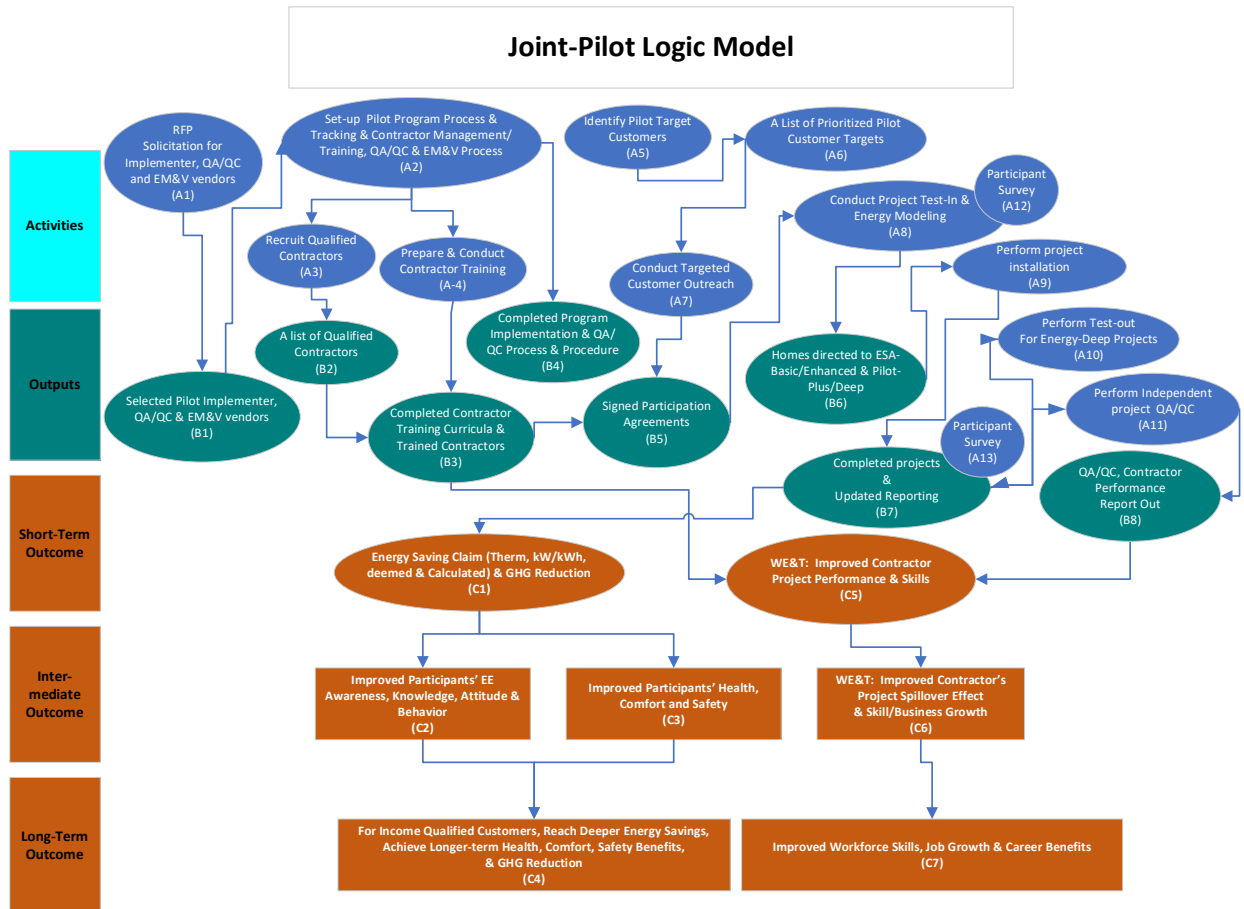 Joint-Pilot Logic Model
Activities
Outputs
Short-Term
Outcome
Inter-
mediate
Outcome
Long-Term
Outcome
RFP
Solicitation for
Implementer, QA/QC
and EM&V vendors
(A1)
Set-up Pilot Program Process &
Tracking & Contractor Management/
Training, QA/QC & EM&V Process
(A2)
Identify Pilot Target
Customers
(A5)
A List of Prioritized Pilot
Customer Targets
(A6)
Participant
Survey
(A12)
Conduct Project Test-In &
Energy Modeling
(A8)
Recruit Qualified
Contractors
(A3)
Prepare & Conduct
Contractor Training
(A-4)
Conduct Targeted
Customer Outreach
(A7)
Perform project
installation
(A9)
A list of Qualified
Contractors
(B2)
Completed Program
Implementation & QA/
QC Process & Procedure
(B4)
Perform Test-out
For Energy-Deep Projects
(A10)
Homes directed to ESA-
Basic/Enhanced & Pilot-
Plus/Deep
(B6)
Selected Pilot Implementer,
QA/QC & EM&V vendors
(B1)
Completed Contractor
Training Curricula &
Trained Contractors
(B3)
Signed Participation
Agreements
(B5)
Perform Independent
project QA/QC
(A11)
Participant
Survey
(A13)
Completed projects
&
Updated Reporting
(B7)
QA/QC, Contractor
Performance
Report Out
(B8)
Energy Saving Claim (Therm, kW/kWh,
deemed & Calculated) & GHG Reduction
(C1)
WE&T: Improved Contractor
Project Performance & Skills
(C5)
Improved Participants' EE
Awareness, Knowledge, Attitude &
Behavior
(C2)
Improved Participants' Health,
Comfort and Safety
(C3)
WE&T: Improved Contractor's
Project Spillover Effect
& Skill/Business Growth
(C6)
For Income Qualified Customers, Reach Deeper Energy Savings,
Achieve Longer-term Health, Comfort, Safety Benefits,
& GHG Reduction
(C4)
Improved Workforce Skills, Job Growth & Career Benefits
(C7)